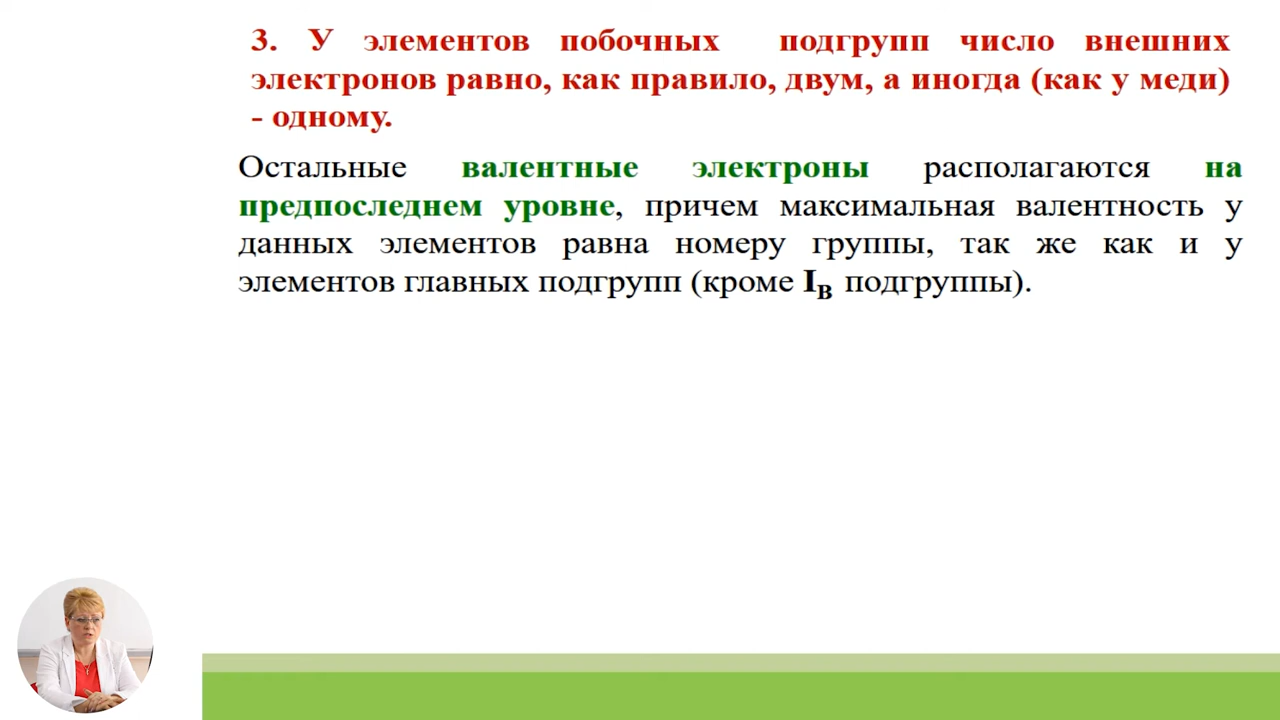 3. У элементов побочных подгрупп число внешних
электронов равно, как правило, двум, а иногда (как у меди)
- одному.
Остальные валентные электроны располагаются на
предпоследнем уровне, причем максимальная валентность у
данных элементов равна номеру группы, так же как и у
элементов главных подгрупп (кроме IB подгруппы).